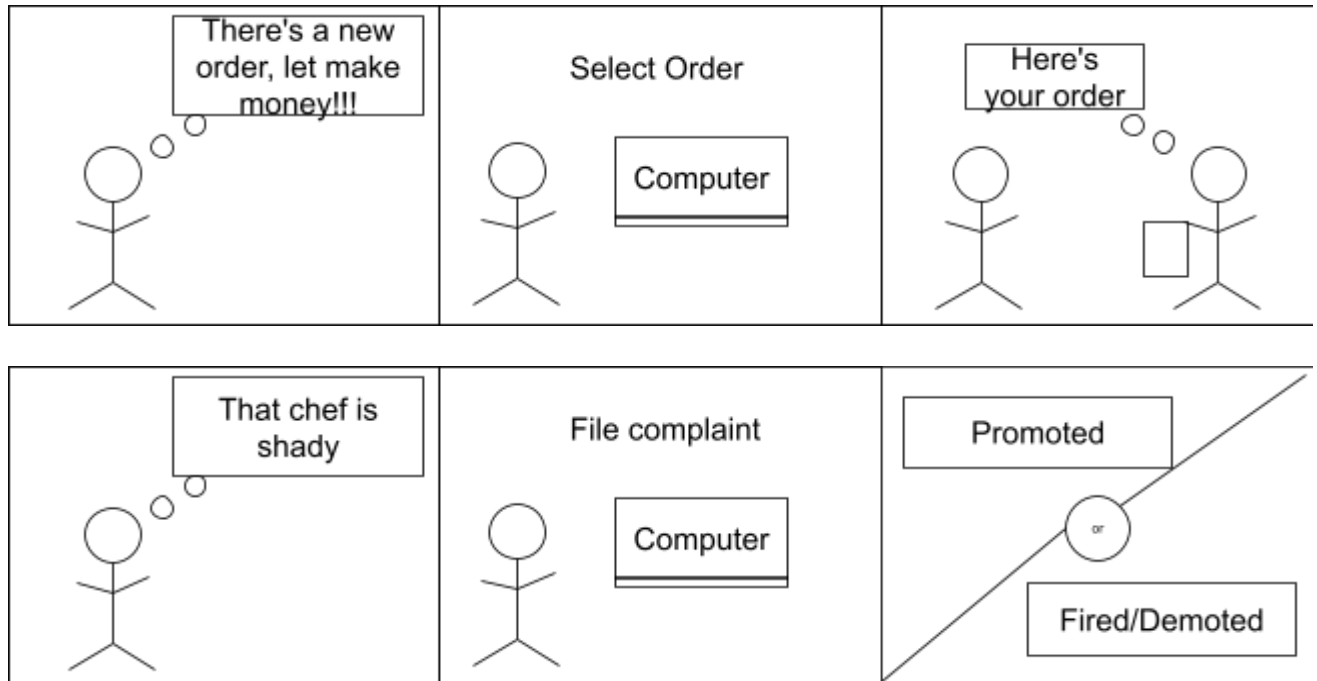 There's a new
order, let make
money!!!
Select Order
Computer
Here's
your order
That chef is
shady
File complaint
Computer
Promoted
or
Fired/Demoted